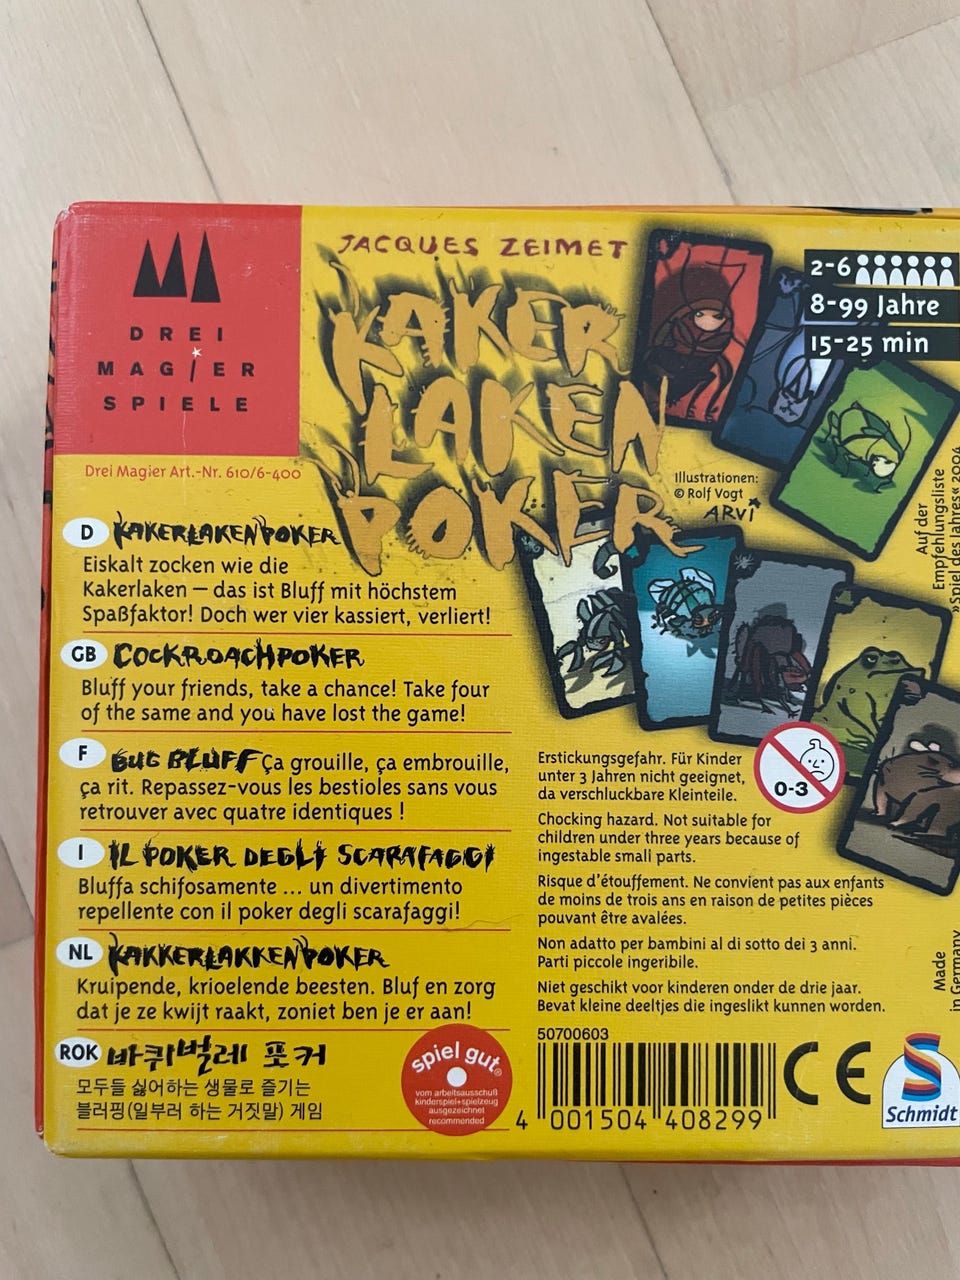 DREI
MAGIER
SPIELE
Drei Magier Art.-Nr. 610/6-400
JACQUES ZEIMET
KAKER
LAKEN
POKER
2-6
8-99 Jahre
15-25 min
Illustrationen:
© Rolf Vogt
ARVi
Auf der
Empfehlungsliste
»Spiel des Jahres« 2004
D KAKERLAKENPOKER
Eiskalt zocken wie die
Kakerlaken – das ist Bluff mit höchstem
Spaßfaktor! Doch wer vier kassiert, verliert!
GB COCKROACHPOKER
Bluff your friends, take a chance! Take four
of the same and you have lost the game!
F BUG BLUFF Ça grouille, ça embrouille,
ça rit. Repassez-vous les bestioles sans vous
retrouver avec quatre identiques !
I IL POKER DEGLI SCARAFAGGI
Bluffa schifosamente ... un divertimento
repellente con il poker degli scarafaggi!
NL KAKKERLAKKENPOKER
Kruipende, krioelende beesten. Bluf en zorg
dat je ze kwijt raakt, zoniet ben je er aan!
ROK 바퀴벌레 포커
모두들 싫어하는 생물로 즐기는
블러핑(일부러 하는 거짓말) 게임
spiel gut®
vom arbeitsausschuß
kinderspiel+spielzeug
ausgezeichnet
recommended
0-3
Erstickungsgefahr. Für Kinder
unter 3 Jahren nicht geeignet,
da verschluckbare Kleinteile.
Chocking hazard. Not suitable for
children under three years because of
ingestable small parts.
Risque d'étouffement. Ne convient pas aux enfants
de moins de trois ans en raison de petites pièces
pouvant être avalées.
Non adatto per bambini al di sotto dei 3 anni.
Parti piccole ingeribile.
Niet geschikt voor kinderen onder de drie jaar.
Bevat kleine deeltjes die ingeslikt kunnen worden.
Made
in Germany
50700603
4 001504 408299
CE
Schmidt